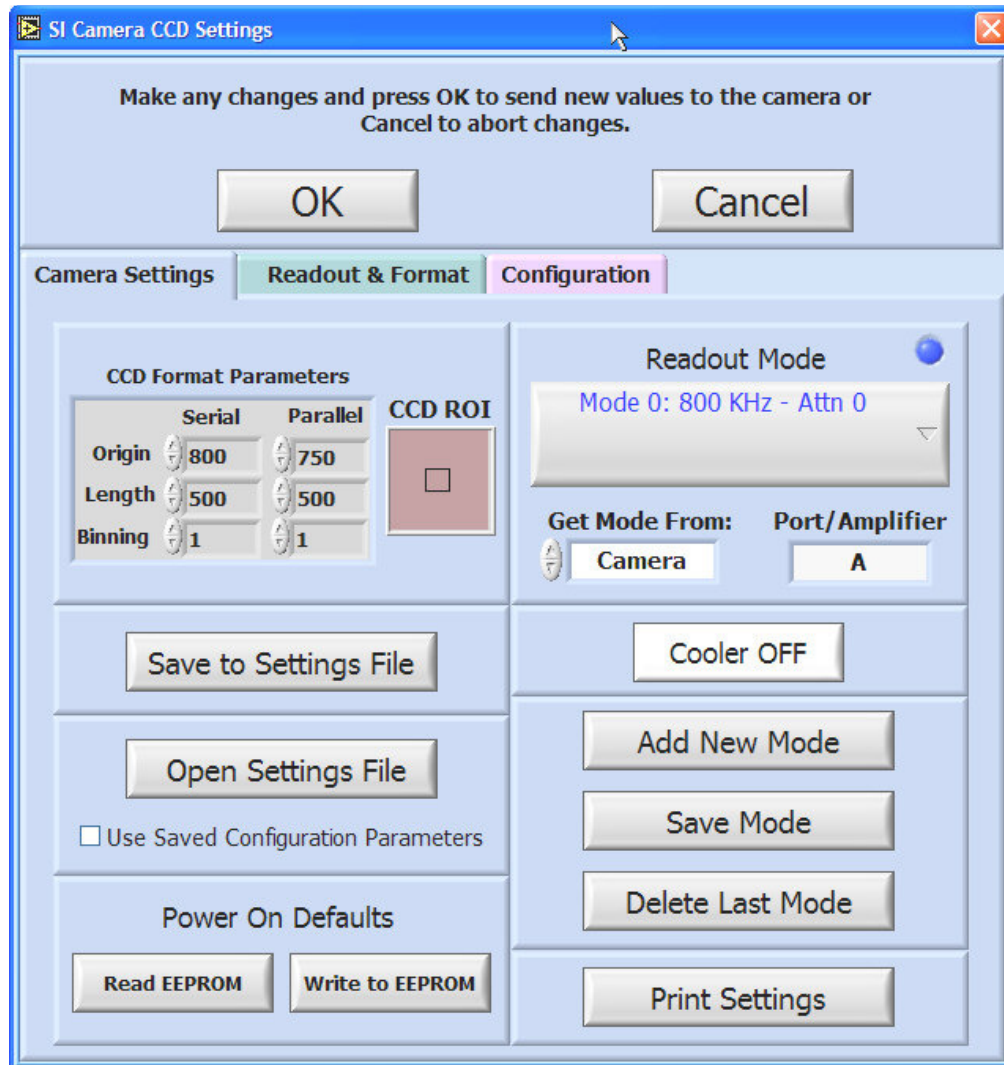 SI Camera CCD Settings
Make any changes and press OK to send new values to the camera or
Cancel to abort changes.
OK
Cancel
Camera Settings
Readout & Format
Configuration
CCD Format Parameters
Serial Parallel
Origin 800 750
Length 500 500
Binning 1 1
CCD ROI
Readout Mode
Mode 0: 800 KHz - Attn 0
Get Mode From: Port/Amplifier
Camera A
Save to Settings File
Cooler OFF
Open Settings File
Use Saved Configuration Parameters
Add New Mode
Save Mode
Delete Last Mode
Power On Defaults
Read EEPROM
Write to EEPROM
Print Settings